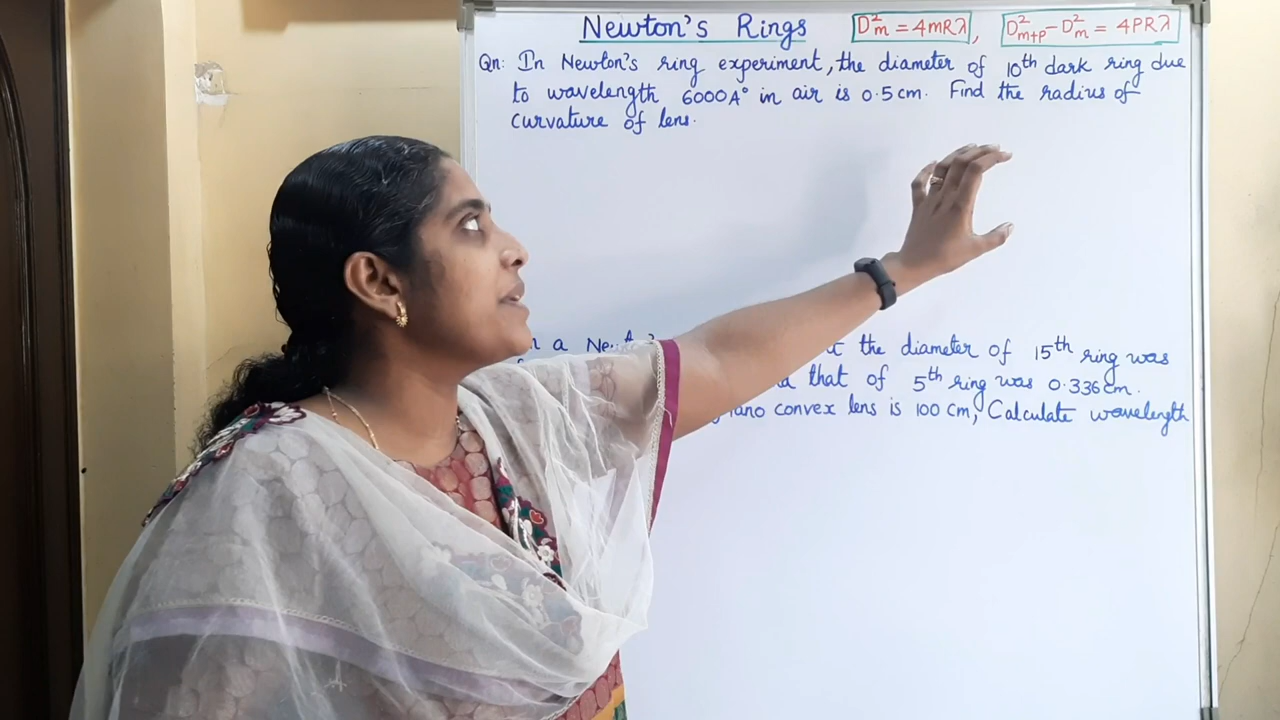 Newton's Rings D²m = 4mRλ, D²m+p - D²m = 4PRλ
Qn: In Newton's ring experiment, the diameter of 10th dark ring due
to wavelength 6000A° in air is 0.5 cm. Find the radius of
curvature of lens.
a the diameter of 15th ring was
that of 5th ring was 0.336cm.
convex lens is 100 cm, Calculate wavelength